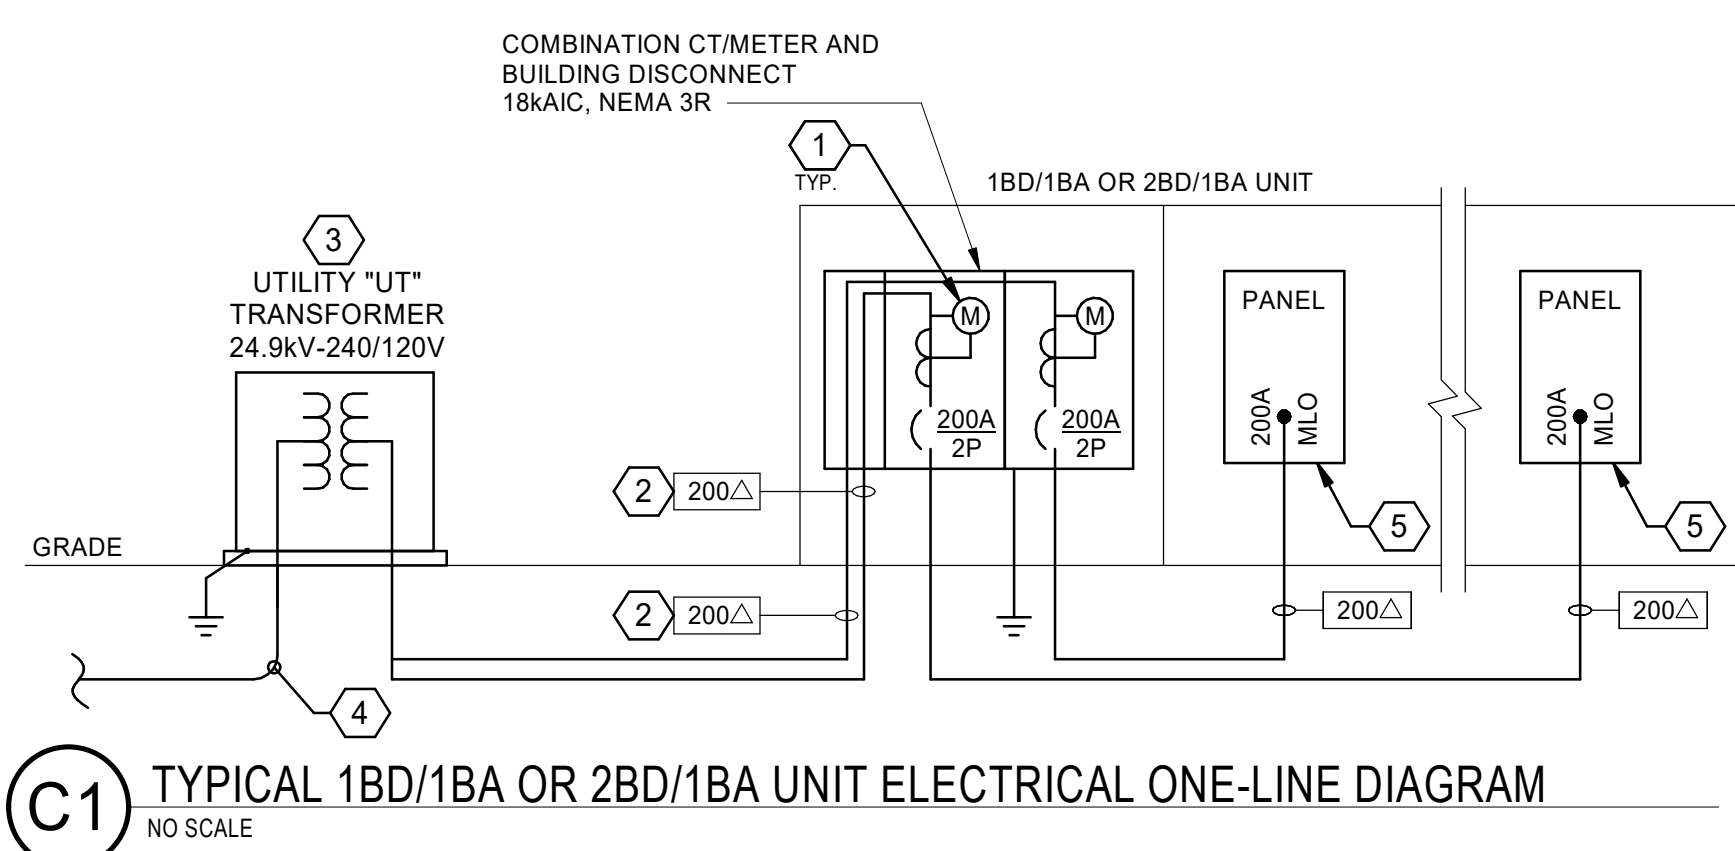 COMBINATION CT/METER AND
BUILDING DISCONNECT
18kAIC, NEMA 3R
1
TYP.
1BD/1BA OR 2BD/1BA UNIT
3
UTILITY "UT"
TRANSFORMER
24.9kV-240/120V
M
M
PANEL
PANEL
200A
2P
200A
2P
200A
MLO
200A
MLO
2
200△
5
5
GRADE
2
200△
200△
200△
4
C1
TYPICAL 1BD/1BA OR 2BD/1BA UNIT ELECTRICAL ONE-LINE DIAGRAM
NO SCALE